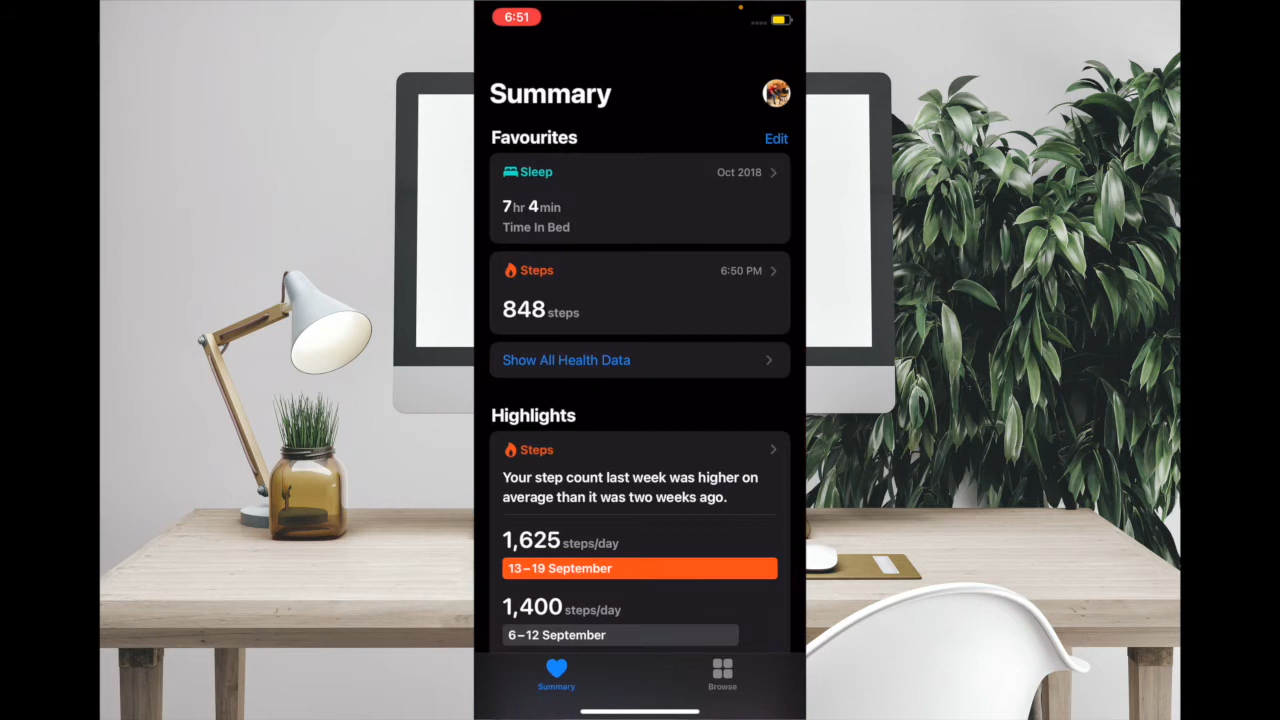 6:51
Summary
Favourites
Edit
Sleep
Oct 2018
7 hr 4 min
Time In Bed
Steps
6:50 PM
848 steps
Show All Health Data
Highlights
Steps
Your step count last week was higher on
average than it was two weeks ago.
1,625 steps/day
13–19 September
1,400 steps/day
6–12 September
Summary
Browse